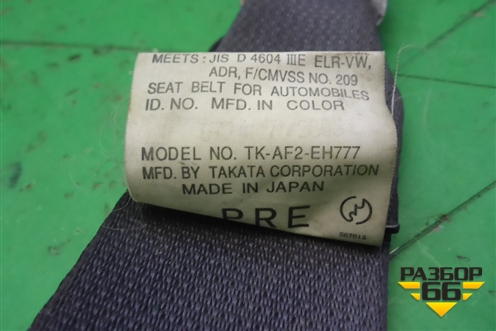 MEETS: JIS D 4604 IIIE ELR-VW,
ADR, F/CMVSS NO. 209
SEAT BELT FOR AUTOMOBILES
ID. NO. MFD. IN COLOR
MODEL NO. TK-AF2-EH777
MFD. BY TAKATA CORPORATION
MADE IN JAPAN
PRE
РАЗБОР
66